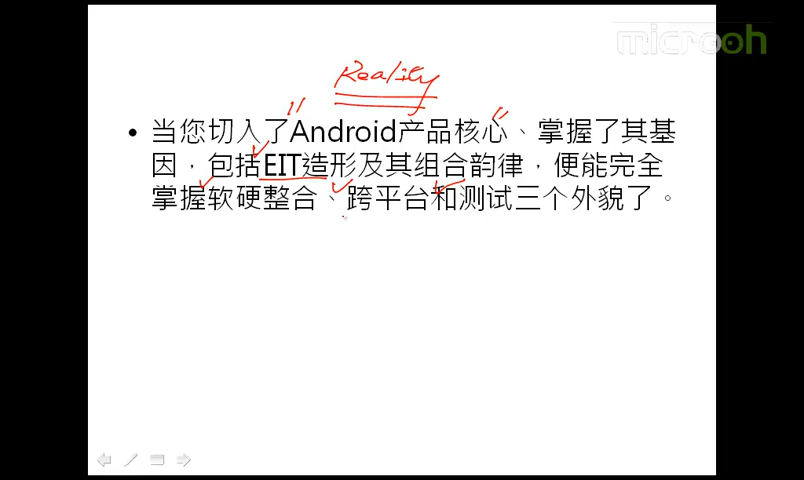 microoh
Reality
• 当您切入了Android产品核心、掌握了其基
因，包括EIT造形及其组合韵律，便能完全
掌握软硬整合、跨平台和测试三个外貌了。